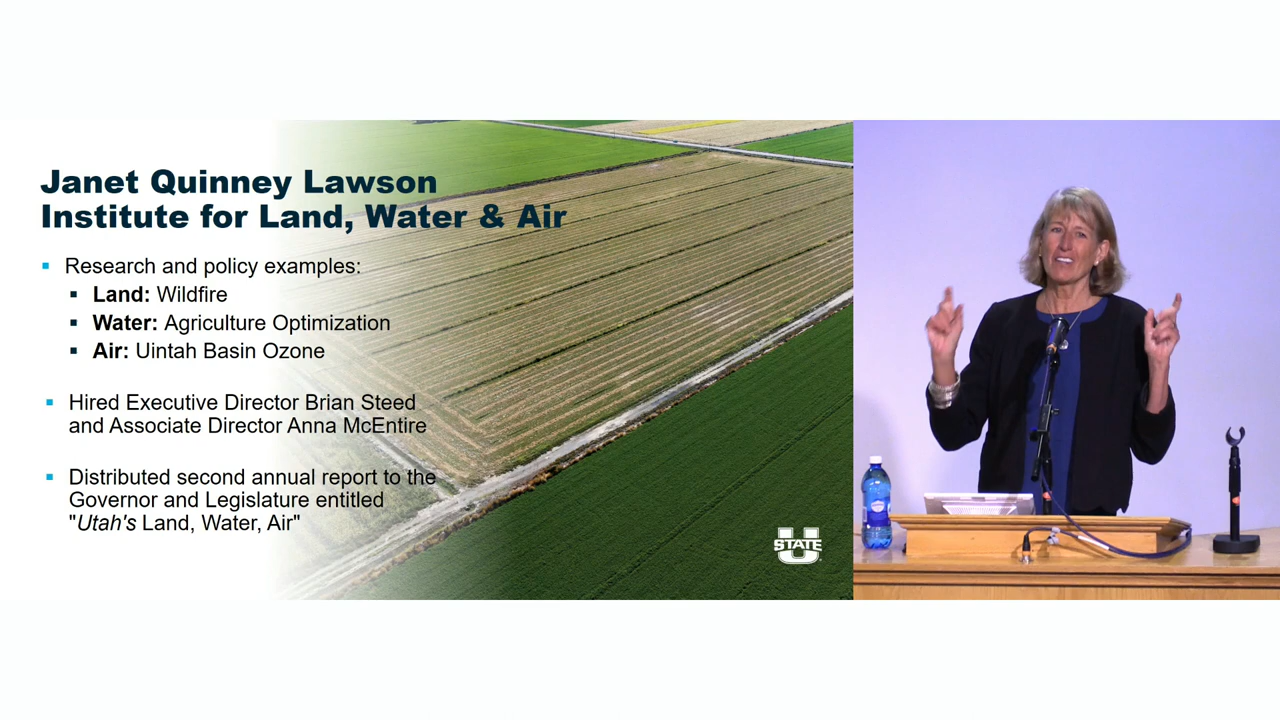 Janet Quinney Lawson
Institute for Land, Water & Air
Research and policy examples:
Land: Wildfire
Water: Agriculture Optimization
Air: Uintah Basin Ozone
Hired Executive Director Brian Steed
and Associate Director Anna McEntire
Distributed second annual report to the
Governor and Legislature entitled
"Utah's Land, Water, Air"
U STATE